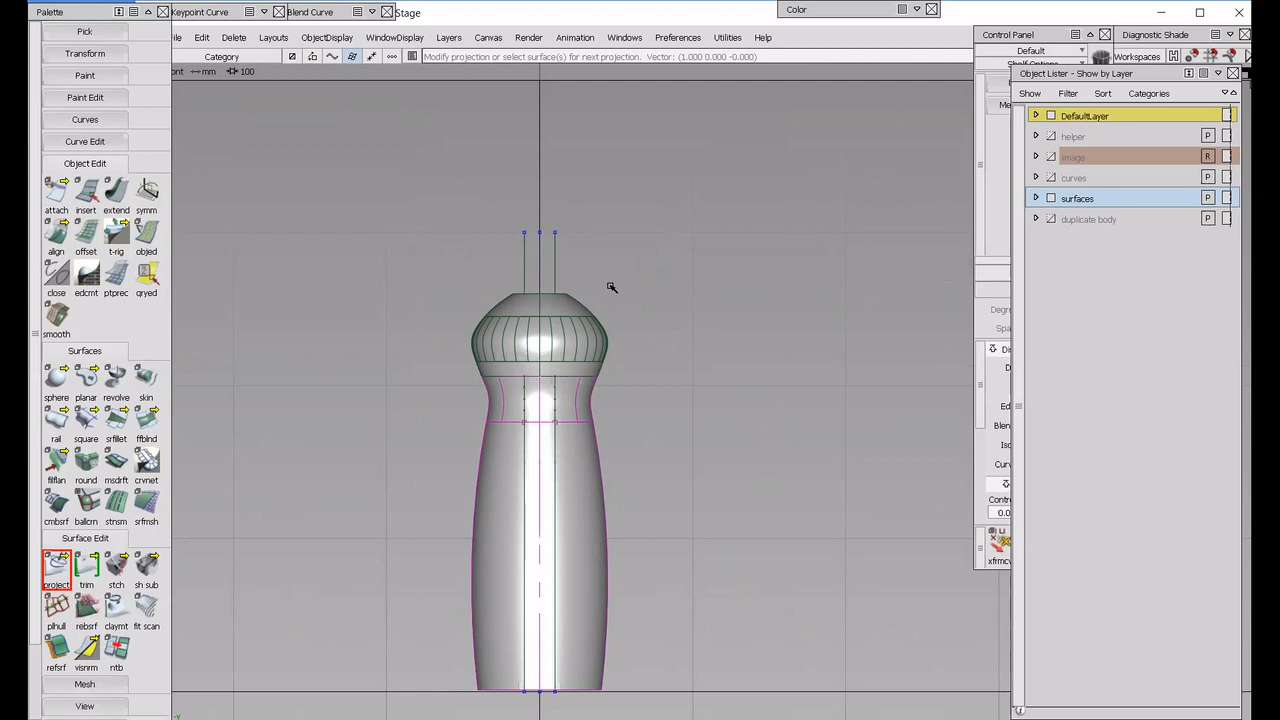 Palette
Keypoint Curve
Blend Curve
Stage
Color
Edit Delete Layouts ObjectDisplay WindowDisplay Layers Canvas Render Animation Windows Preferences Utilities Help
Control Panel
Diagnostic Shade
Category
Modify projection or select surface(s) for next projection. Vector: (1.000 0.000 -0.000)
Default
Workspaces
mm
100
Pick
Transform
Paint
Paint Edit
Curves
Curve Edit
Object Edit
attach insert extend symm
align offset t-rig objed
close edcmt ptprec qryed
smooth
Surfaces
sphere planar revolve skin
rail square srfillet ffblnd
filflan round msdrft crvnet
cmbsrf ballcrn stnsm srfmsh
Surface Edit
project trim stch sh sub
plhull rebsrf claymt fit scan
refsrf visnrm ntb
Mesh
View
Object Lister - Show by Layer
Show Filter Sort Categories
DefaultLayer
helper P
image R
curves P
surfaces P
duplicate body P
-y